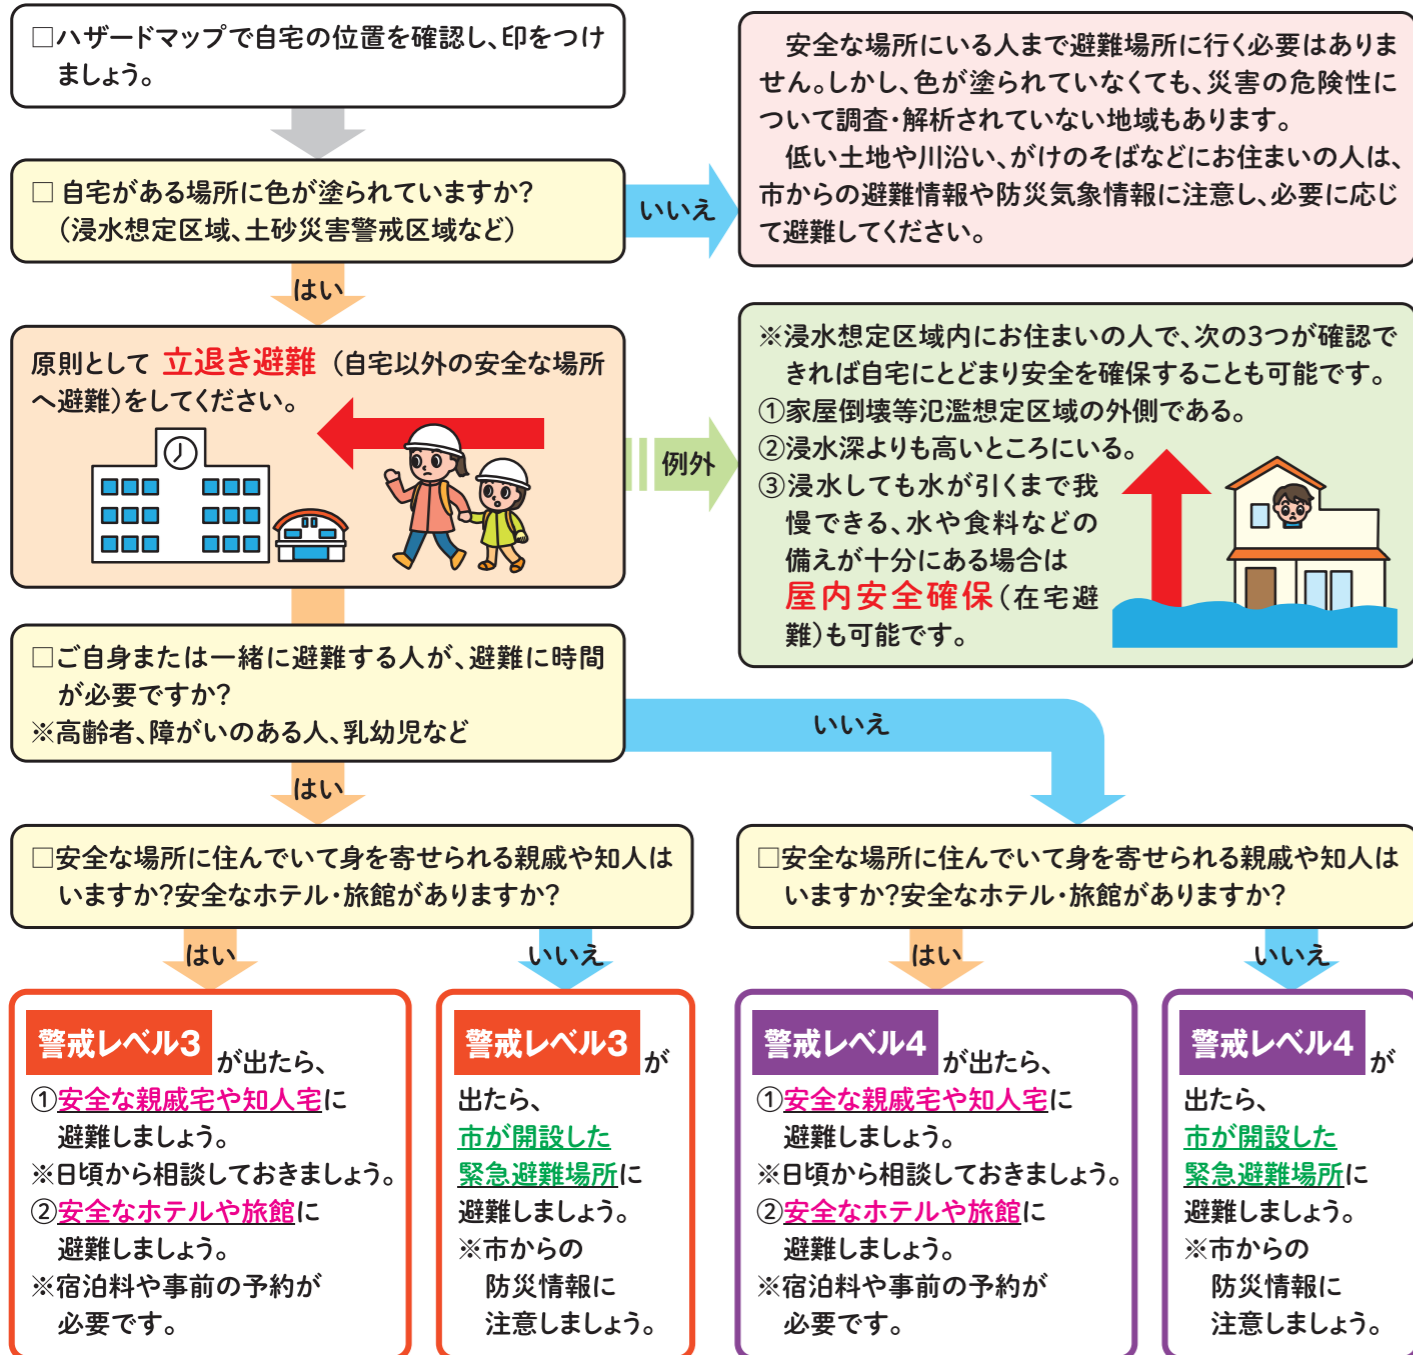 □ハザードマップで自宅の位置を確認し、印をつけ
ましょう。
安全な場所にいる人まで避難場所に行く必要はありま
せん。しかし、色が塗られていなくても、災害の危険性に
ついて調査・解析されていない地域もあります。
低い土地や川沿い、がけのそばなどにお住まいの人は、
市からの避難情報や防災気象情報に注意し、必要に応じ
て避難してください。
□ 自宅がある場所に色が塗られていますか?
（浸水想定区域、土砂災害警戒区域など）
いいえ
はい
原則として 立退き避難 （自宅以外の安全な場所
へ避難）をしてください。
例外
※浸水想定区域内にお住まいの人で、次の3つが確認で
きれば自宅にとどまり安全を確保することも可能です。
①家屋倒壊等氾濫想定区域の外側である。
②浸水深よりも高いところにいる。
③浸水しても水が引くまで我
慢できる、水や食料などの
備えが十分にある場合は
屋内安全確保（在宅避
難）も可能です。
□ご自身または一緒に避難する人が、避難に時間
が必要ですか?
※高齢者、障がいのある人、乳幼児など
いいえ
はい
□安全な場所に住んでいて身を寄せられる親戚や知人は
いますか?安全なホテル・旅館がありますか?
はい
いいえ
□安全な場所に住んでいて身を寄せられる親戚や知人は
いますか?安全なホテル・旅館がありますか?
はい
いいえ
警戒レベル3 が出たら、
①安全な親戚宅や知人宅に
避難しましょう。
※日頃から相談しておきましょう。
②安全なホテルや旅館に
避難しましょう。
※宿泊料や事前の予約が
必要です。
警戒レベル3 が
出たら、
市が開設した
緊急避難場所に
避難しましょう。
※市からの
防災情報に
注意しましょう。
警戒レベル4 が出たら、
①安全な親戚宅や知人宅に
避難しましょう。
※日頃から相談しておきましょう。
②安全なホテルや旅館に
避難しましょう。
※宿泊料や事前の予約が
必要です。
警戒レベル4 が
出たら、
市が開設した
緊急避難場所に
避難しましょう。
※市からの
防災情報に
注意しましょう。